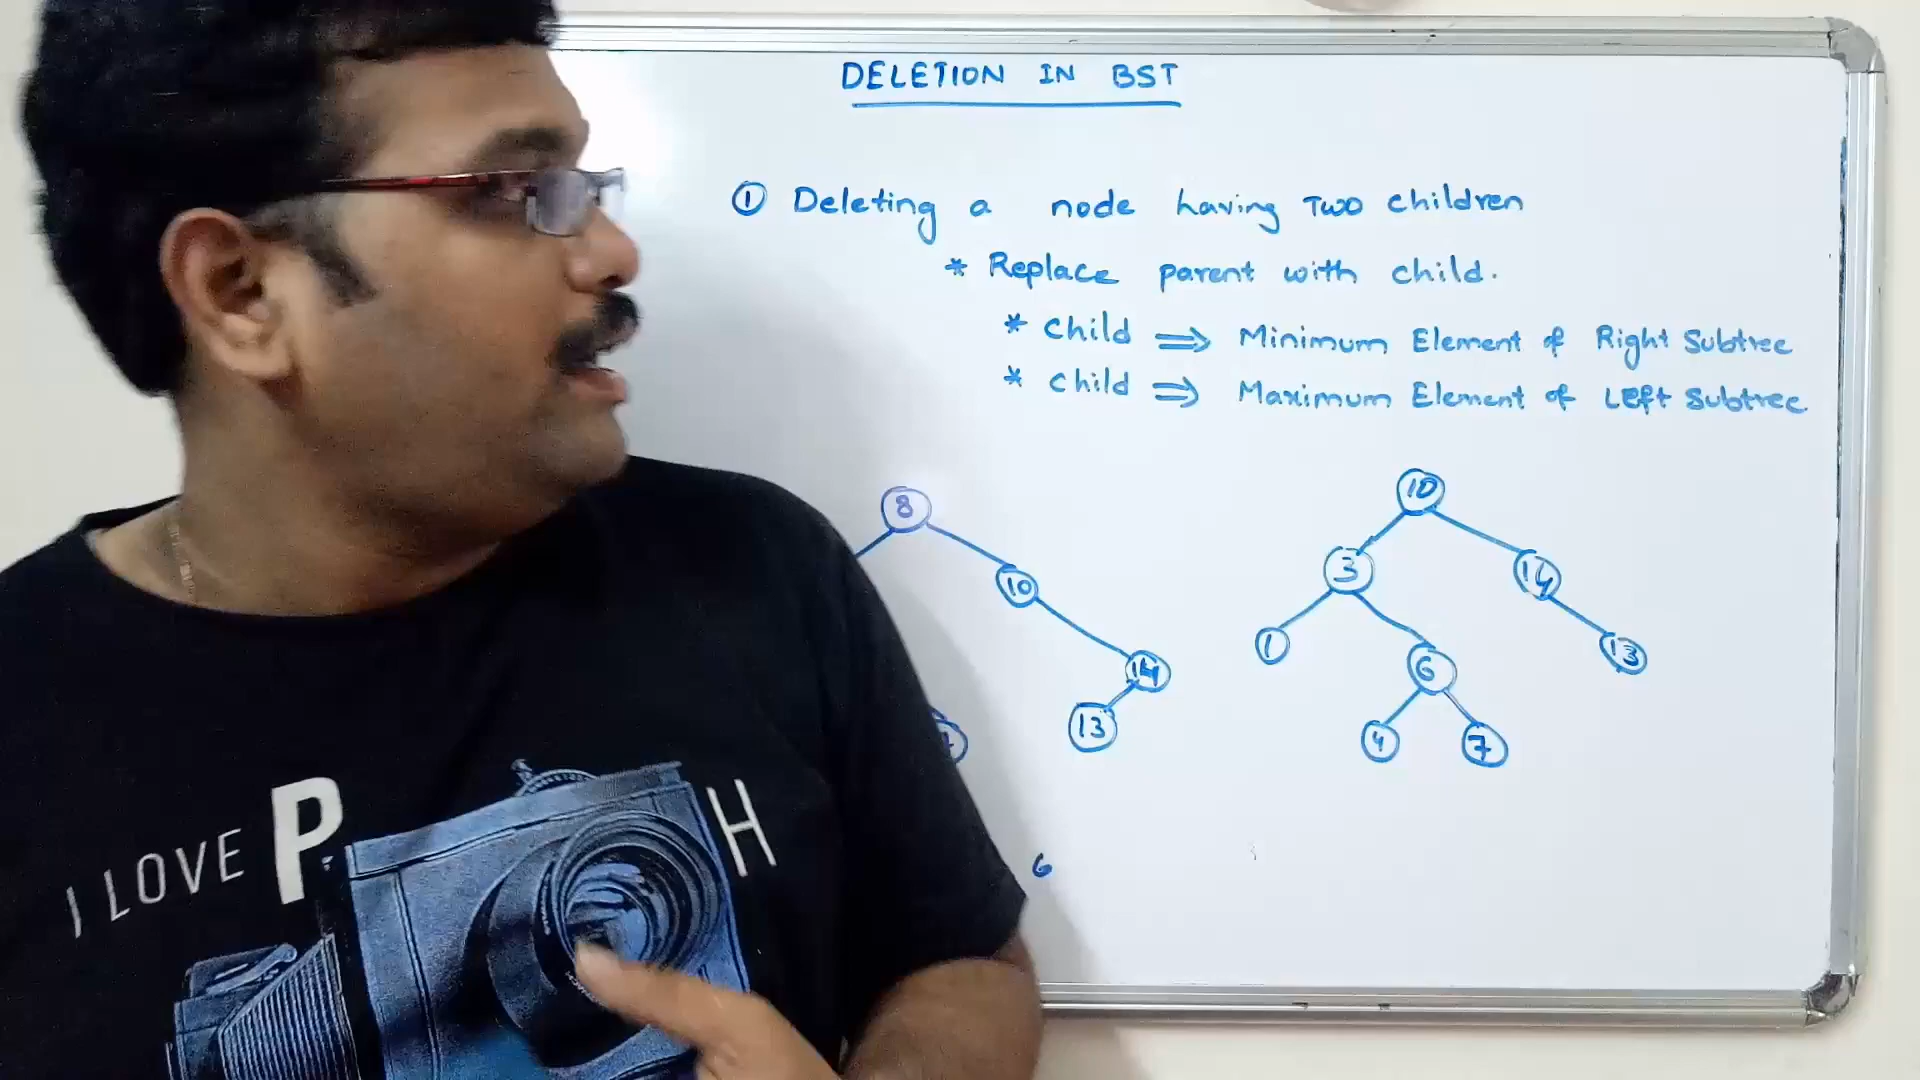 DELETION IN BST
① Deleting a node having Two children
* Replace parent with child.
* child ⇒ Minimum Element of Right Subtree
* child ⇒ Maximum Element of Left Subtree
8
10
14
13
10
3
14
1
6
13
4
7
6
I LOVE P
H